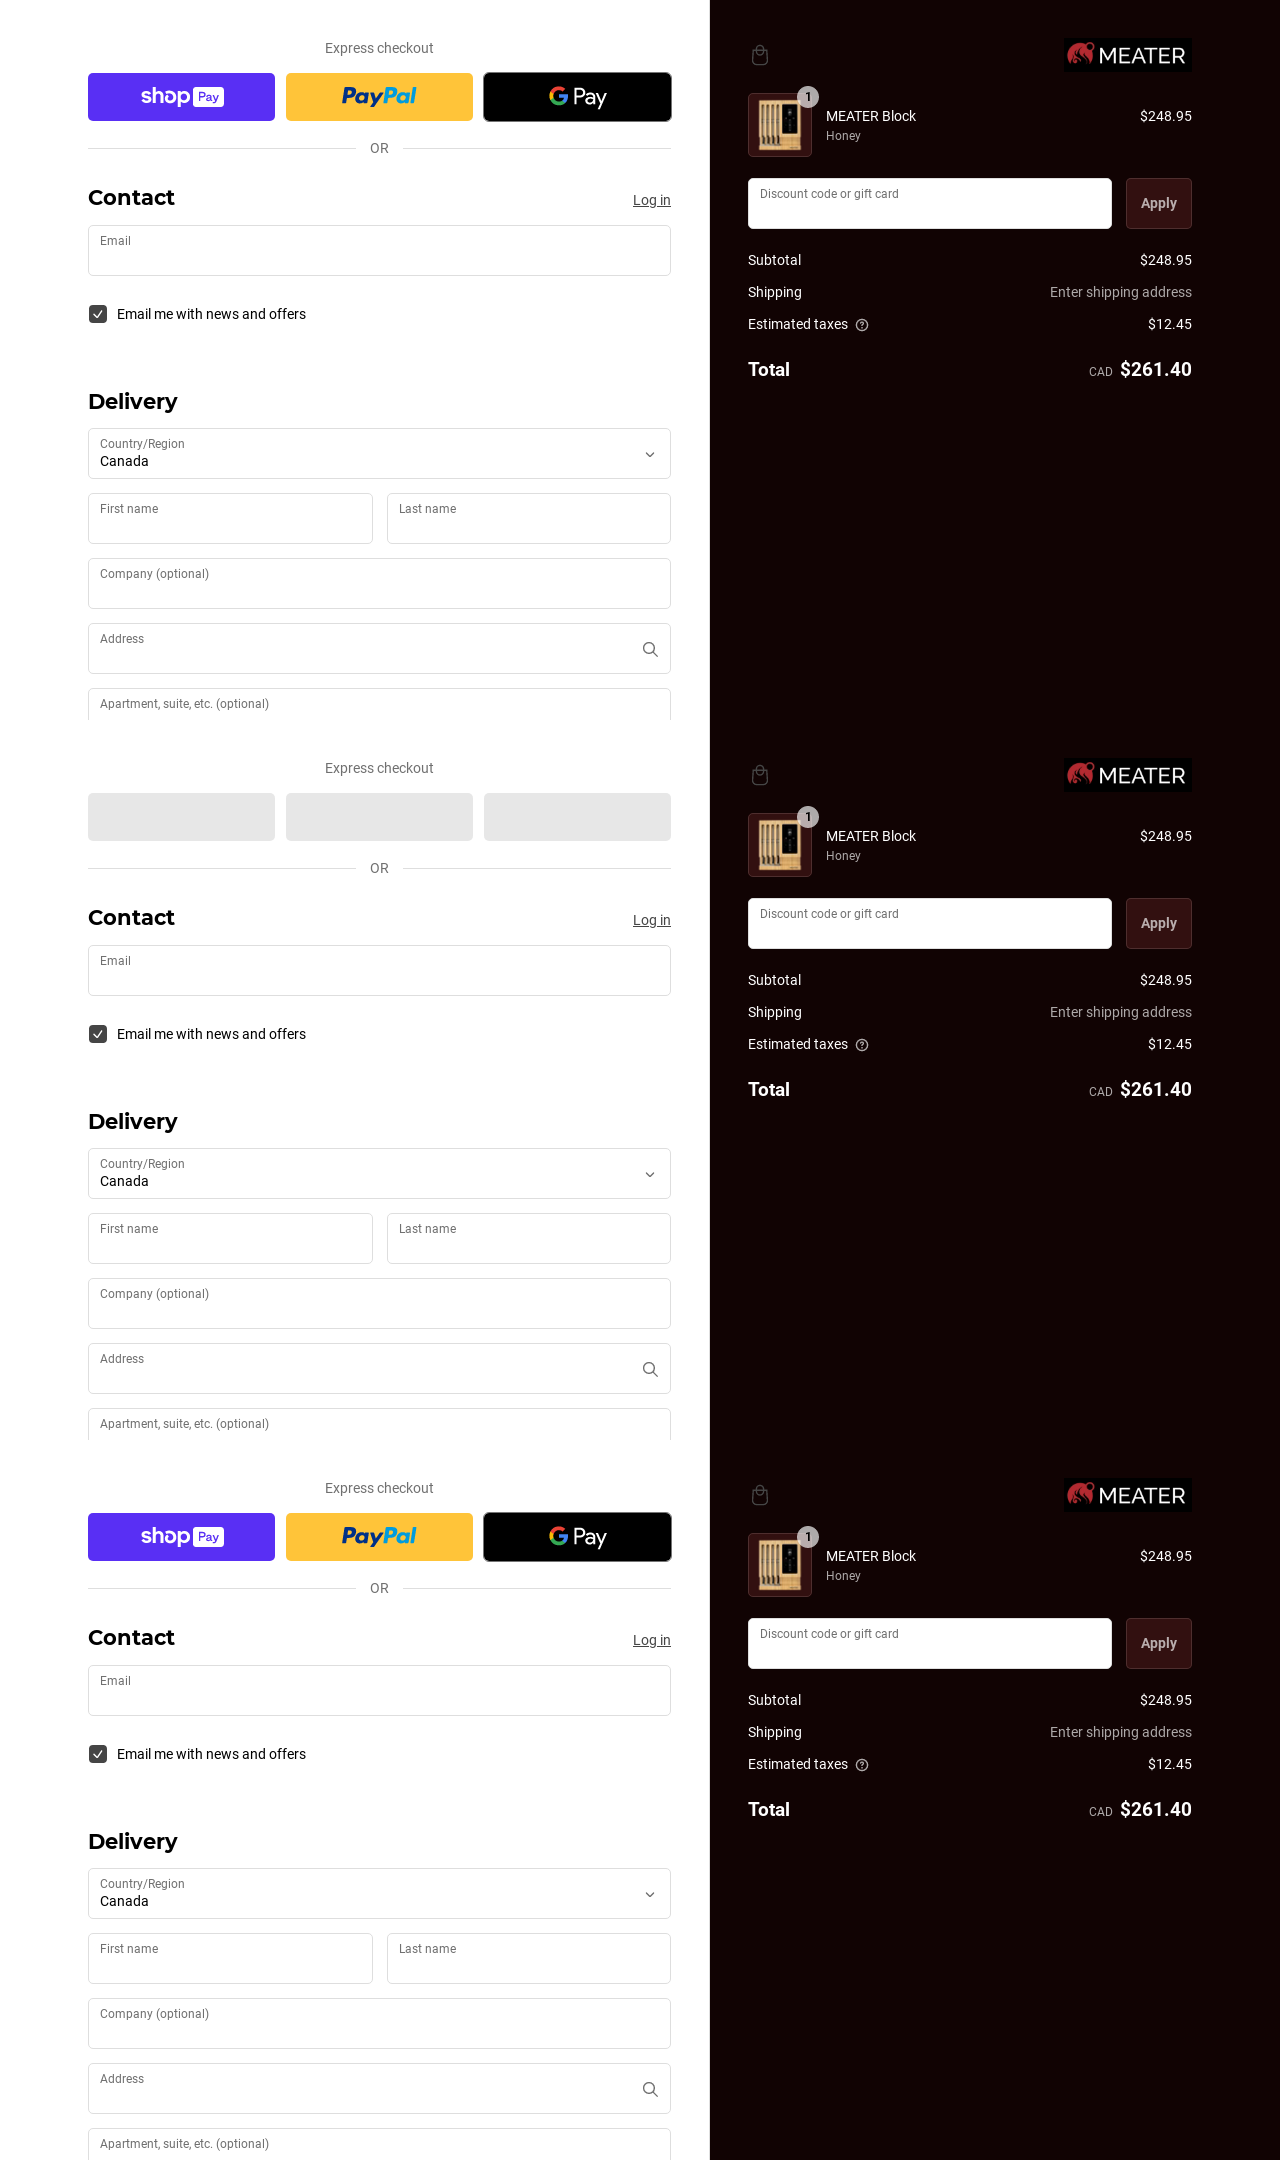 Express checkout
shop Pay
PayPal
G Pay
OR
Contact
Log in
Email
Email me with news and offers
Delivery
Country/Region
Canada
First name
Last name
Company (optional)
Address
Apartment, suite, etc. (optional)
MEATER
1
MEATER Block
$248.95
Honey
Discount code or gift card
Apply
Subtotal
$248.95
Shipping
Enter shipping address
Estimated taxes
$12.45
Total
CAD $261.40
Express checkout
OR
Contact
Log in
Email
Email me with news and offers
Delivery
Country/Region
Canada
First name
Last name
Company (optional)
Address
Apartment, suite, etc. (optional)
MEATER
1
MEATER Block
$248.95
Honey
Discount code or gift card
Apply
Subtotal
$248.95
Shipping
Enter shipping address
Estimated taxes
$12.45
Total
CAD $261.40
Express checkout
shop Pay
PayPal
G Pay
OR
Contact
Log in
Email
Email me with news and offers
Delivery
Country/Region
Canada
First name
Last name
Company (optional)
Address
Apartment, suite, etc. (optional)
MEATER
1
MEATER Block
$248.95
Honey
Discount code or gift card
Apply
Subtotal
$248.95
Shipping
Enter shipping address
Estimated taxes
$12.45
Total
CAD $261.40